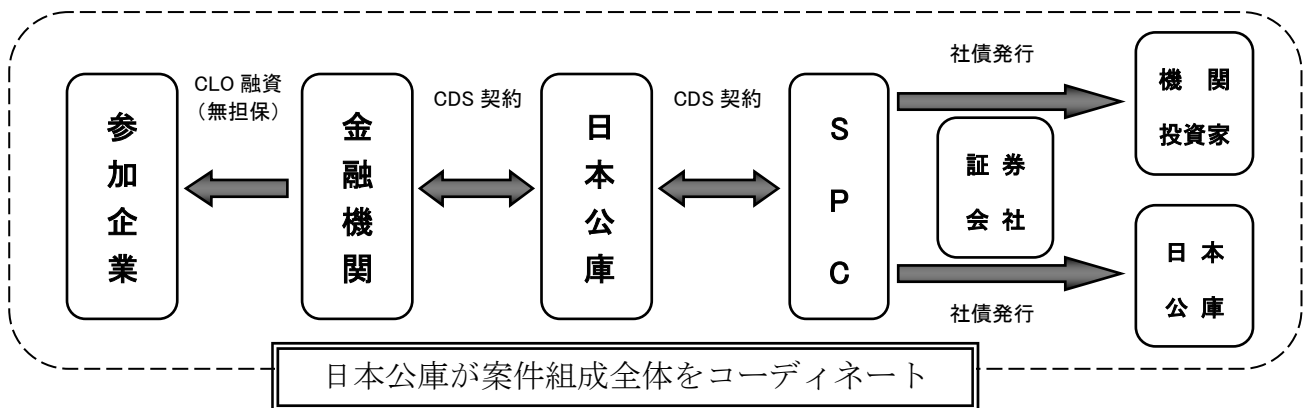 参加企業
CLO 融資
（無担保）
金融機関
CDS 契約
日本公庫
CDS 契約
ＳＰＣ
社債発行
証券
会社
社債発行
機関
投資家
日本
公庫
日本公庫が案件組成全体をコーディネート